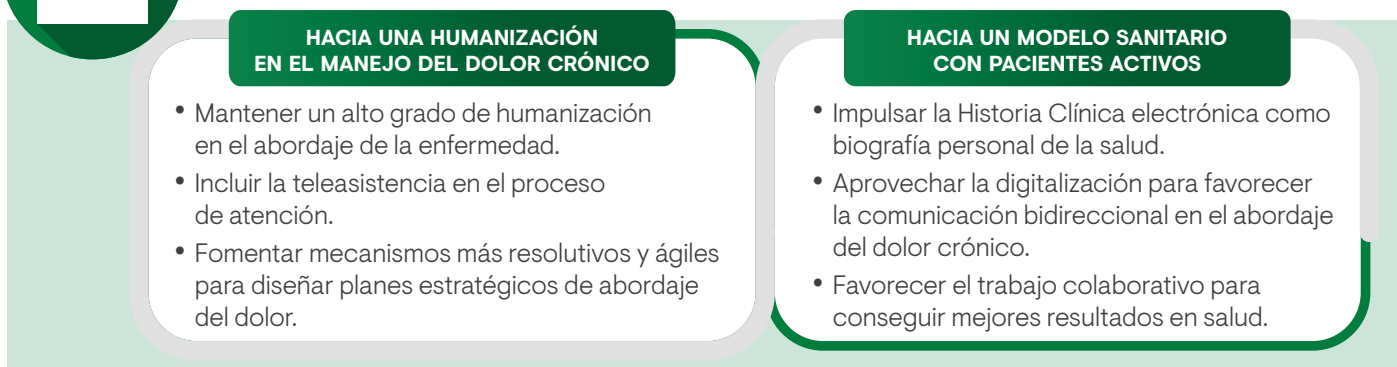 HACIA UNA HUMANIZACIÓN
EN EL MANEJO DEL DOLOR CRÓNICO
• Mantener un alto grado de humanización
en el abordaje de la enfermedad.
• Incluir la teleasistencia en el proceso
de atención.
• Fomentar mecanismos más resolutivos y ágiles
para diseñar planes estratégicos de abordaje
del dolor.
HACIA UN MODELO SANITARIO
CON PACIENTES ACTIVOS
• Impulsar la Historia Clínica electrónica como
biografía personal de la salud.
• Aprovechar la digitalización para favorecer
la comunicación bidireccional en el abordaje
del dolor crónico.
• Favorecer el trabajo colaborativo para
conseguir mejores resultados en salud.